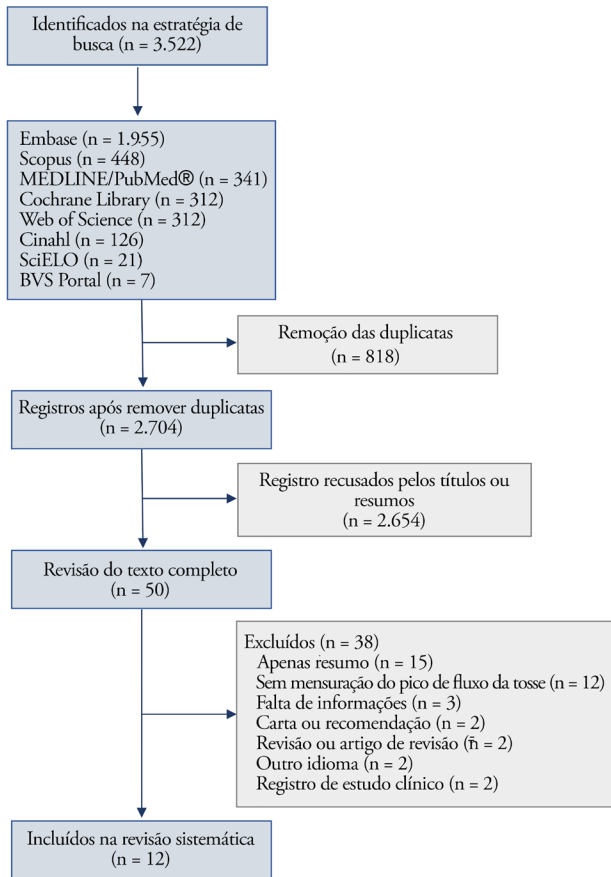 Identificados na estratégia de
busca (n = 3.522)
Embase (n = 1.955)
Scopus (n = 448)
MEDLINE/PubMed® (n = 341)
Cochrane Library (n = 312)
Web of Science (n = 312)
Cinahl (n = 126)
SciELO (n = 21)
BVS Portal (n = 7)
Remoção das duplicatas
(n = 818)
Registros após remover duplicatas
(n = 2.704)
Registro recusados pelos títulos ou
resumos
(n = 2.654)
Revisão do texto completo
(n = 50)
Excluídos (n = 38)
Apenas resumo (n = 15)
Sem mensuração do pico de fluxo da tosse (n = 12)
Falta de informações (n = 3)
Carta ou recomendação (n = 2)
Revisão ou artigo de revisão (n̄ = 2)
Outro idioma (n = 2)
Registro de estudo clínico (n = 2)
Incluídos na revisão sistemática
(n = 12)